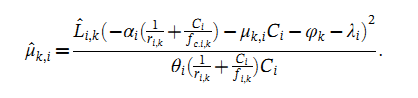 $$\hat{\mu}_{k,i} = \frac{\hat{L}_{i,k}\left(-\alpha_i\left(\frac{1}{r_{i,k}} + \frac{C_i}{f_{c.i,k}}\right) - \mu_{k,i}C_i - \varphi_k - \lambda_i\right)^2}{\theta_i\left(\frac{1}{r_{i,k}} + \frac{C_i}{f_{i,k}}\right)C_i}.$$